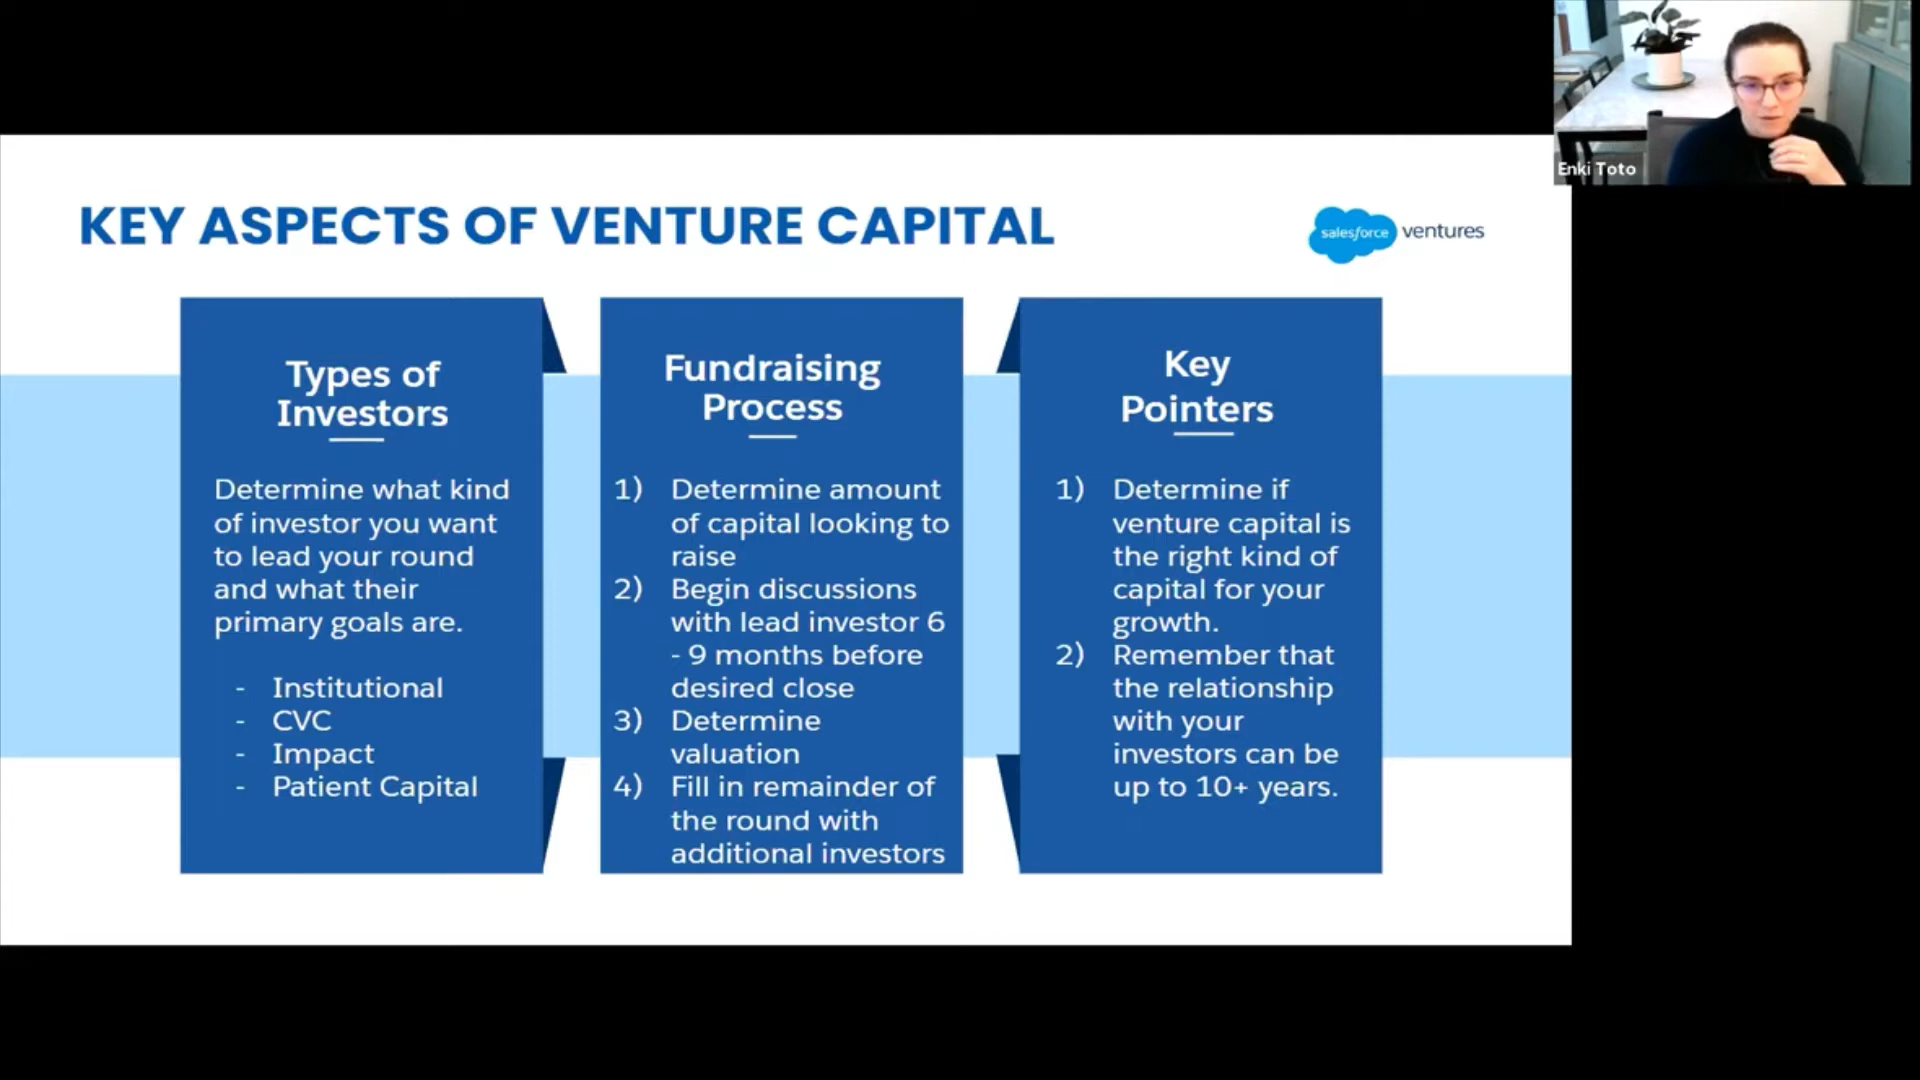 KEY ASPECTS OF VENTURE CAPITAL
salesforce ventures
Enki Toto
Types of
Investors
Determine what kind
of investor you want
to lead your round
and what their
primary goals are.
- Institutional
- CVC
- Impact
- Patient Capital
Fundraising
Process
1) Determine amount
of capital looking to
raise
2) Begin discussions
with lead investor 6
- 9 months before
desired close
3) Determine
valuation
4) Fill in remainder of
the round with
additional investors
Key
Pointers
1) Determine if
venture capital is
the right kind of
capital for your
growth.
2) Remember that
the relationship
with your
investors can be
up to 10+ years.